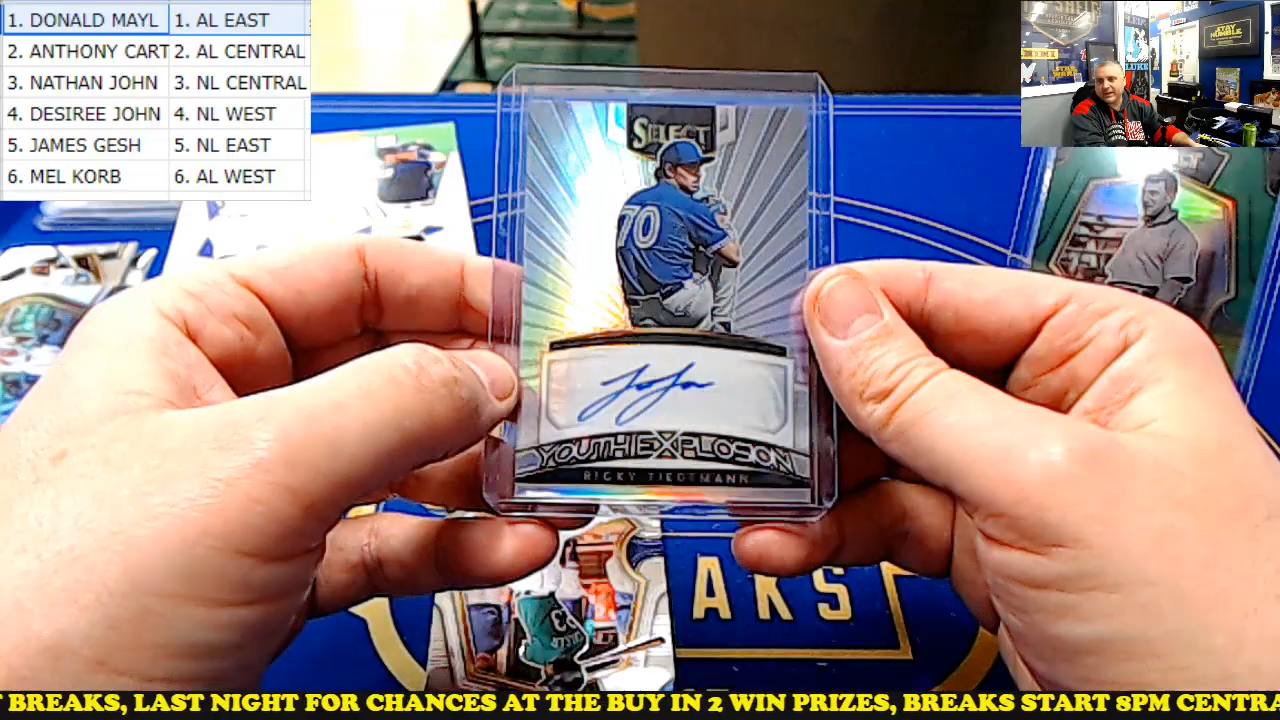 1. DONALD MAYL 1. AL EAST
2. ANTHONY CART 2. AL CENTRAL
3. NATHAN JOHN 3. NL CENTRAL
4. DESIREE JOHN 4. NL WEST
5. JAMES GESH 5. NL EAST
6. MEL KORB 6. AL WEST
STAY
HUMBLE
LUKE
SELECT
70
YOUTH EXPLOSION
RICKY TIEDEMANN
AKS
T BREAKS, LAST NIGHT FOR CHANCES AT THE BUY IN 2 WIN PRIZES, BREAKS START 8PM CENTRA